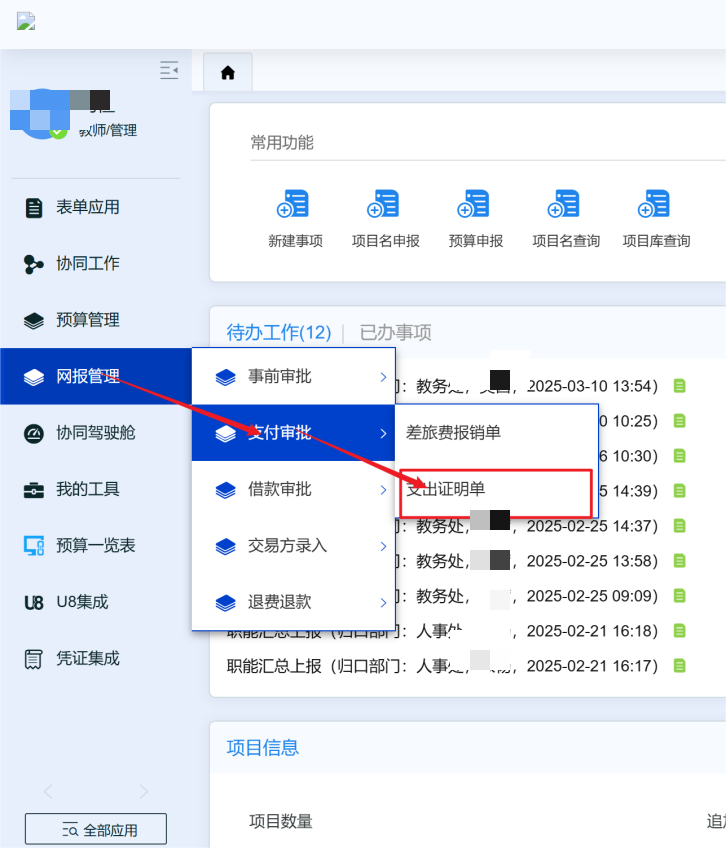 教师/管理
表单应用
协同工作
预算管理
网报管理
协同驾驶舱
我的工具
预算一览表
U8 U8集成
凭证集成
全部应用
常用功能
新建事项 项目名申报 预算申报 项目名查询 项目库查询
待办工作(12) | 已办事项
事前审批
支付审批
借款审批
交易方录入
退费退款
差旅费报销单
支出证明单
门：教务处, , 2025-03-10 13:54)
0 10:25)
6 10:30)
5 14:39)
门：教务处, , 2025-02-25 14:37)
门：教务处, , 2025-02-25 13:58)
门：教务处, , 2025-02-25 09:09)
职能汇总上报（归口部门：人事处 , 2025-02-21 16:18)
职能汇总上报（归口部门：人事处, , 2025-02-21 16:17)
项目信息
项目数量
追加